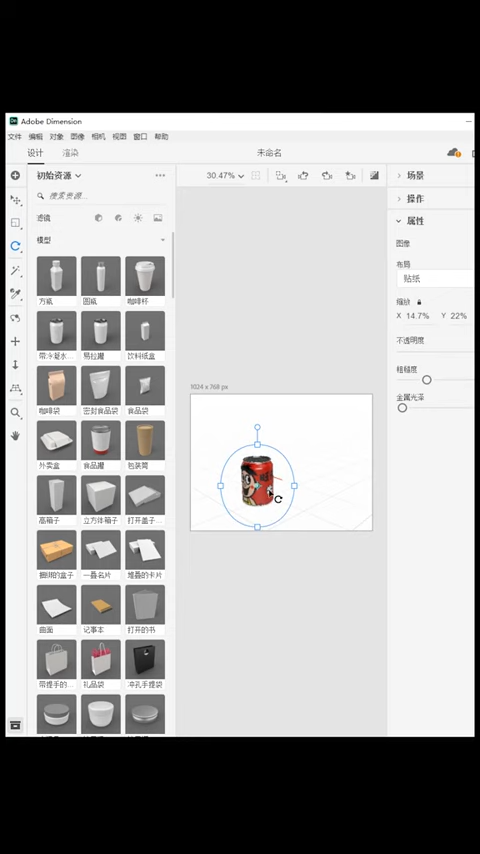 Dn Adobe Dimension
文件 编辑 对象 图像 相机 视图 窗口 帮助
设计 渲染 未命名
初始资源
30.47%
场景
搜索资源...
操作
滤镜
属性
模型
图像
布局
贴纸
方瓶 圆瓶 咖啡杯
缩放
X 14.7% Y 22%
不透明度
带冷凝水... 易拉罐 饮料纸盒
粗糙度
金属光泽
1024 x 768 px
咖啡袋 密封食品袋 食品袋
外卖盒 食品罐 包装筒
高箱子 立方体箱子 打开盖子...
捆绑的盒子 一叠名片 堆叠的卡片
曲面 记事本 打开的书
带提手的... 礼品袋 冲孔手提袋